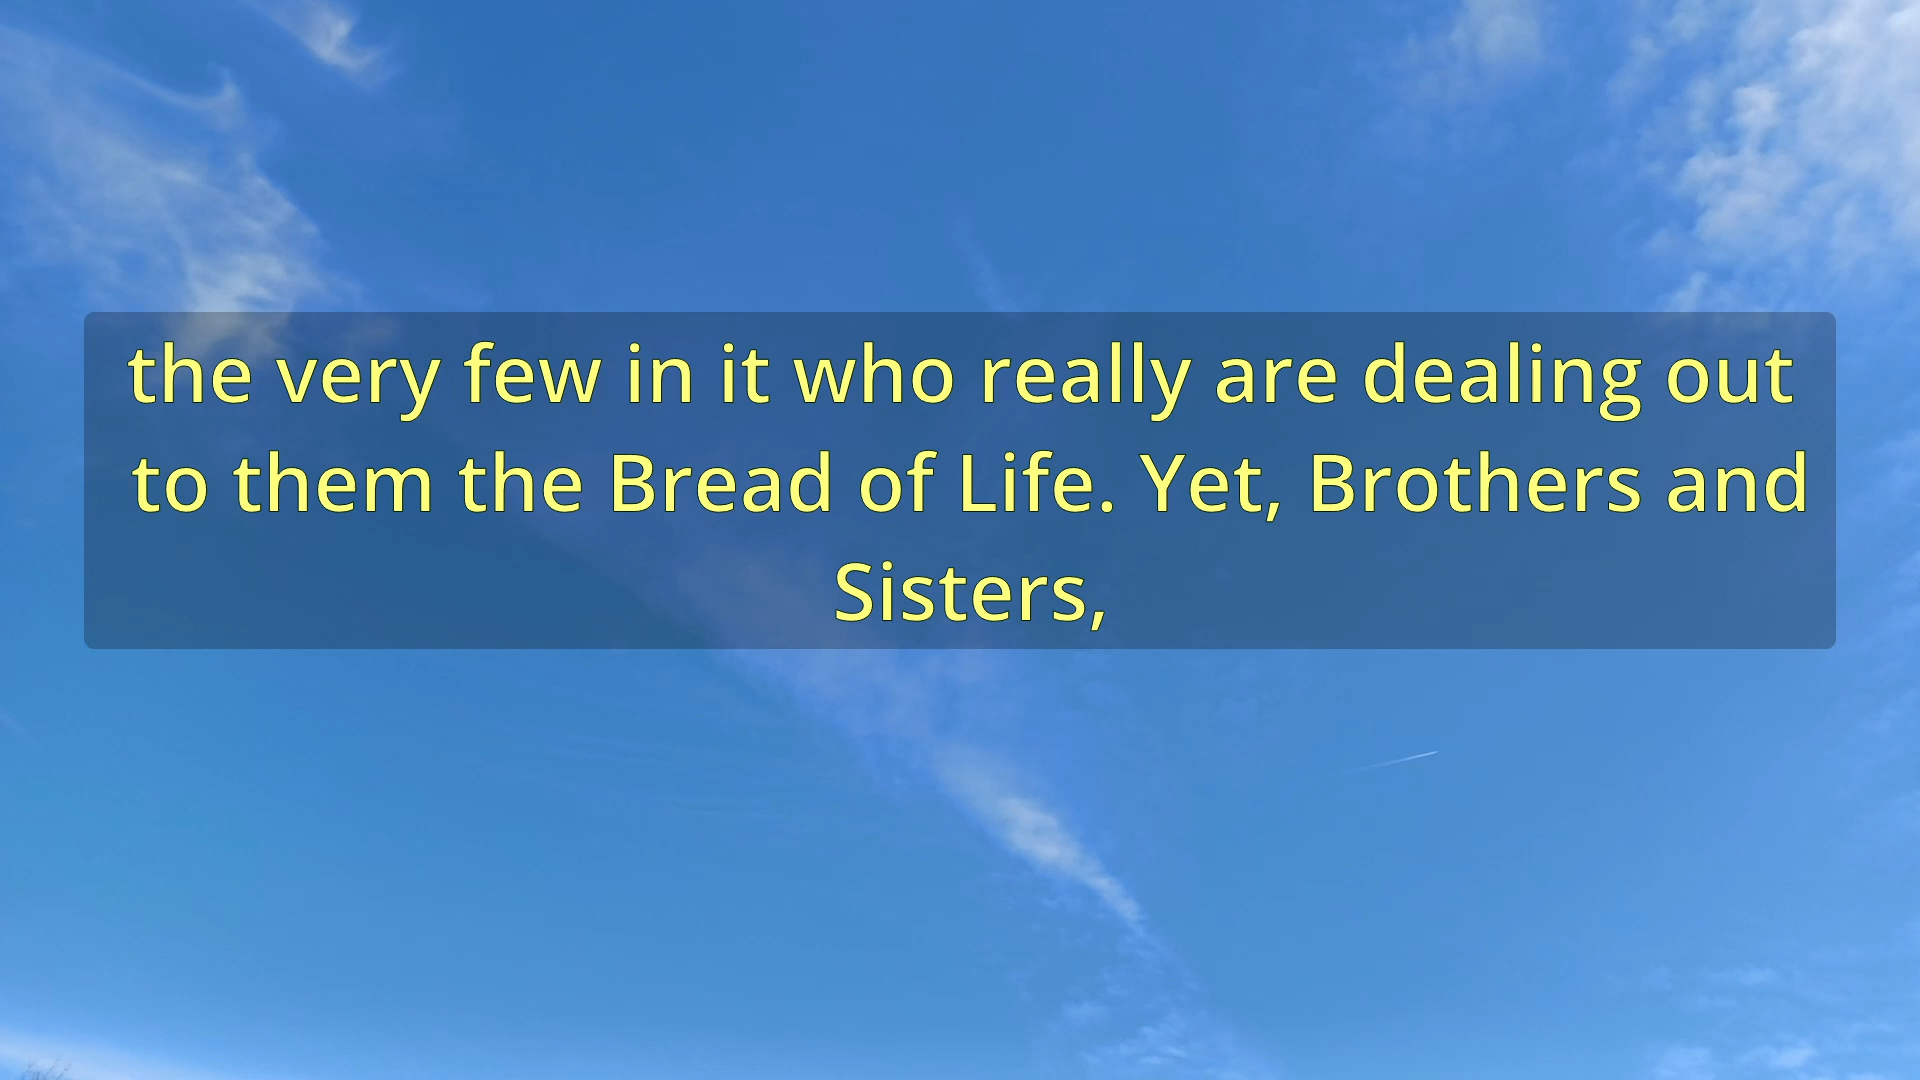 the very few in it who really are dealing out
to them the Bread of Life. Yet, Brothers and
Sisters,